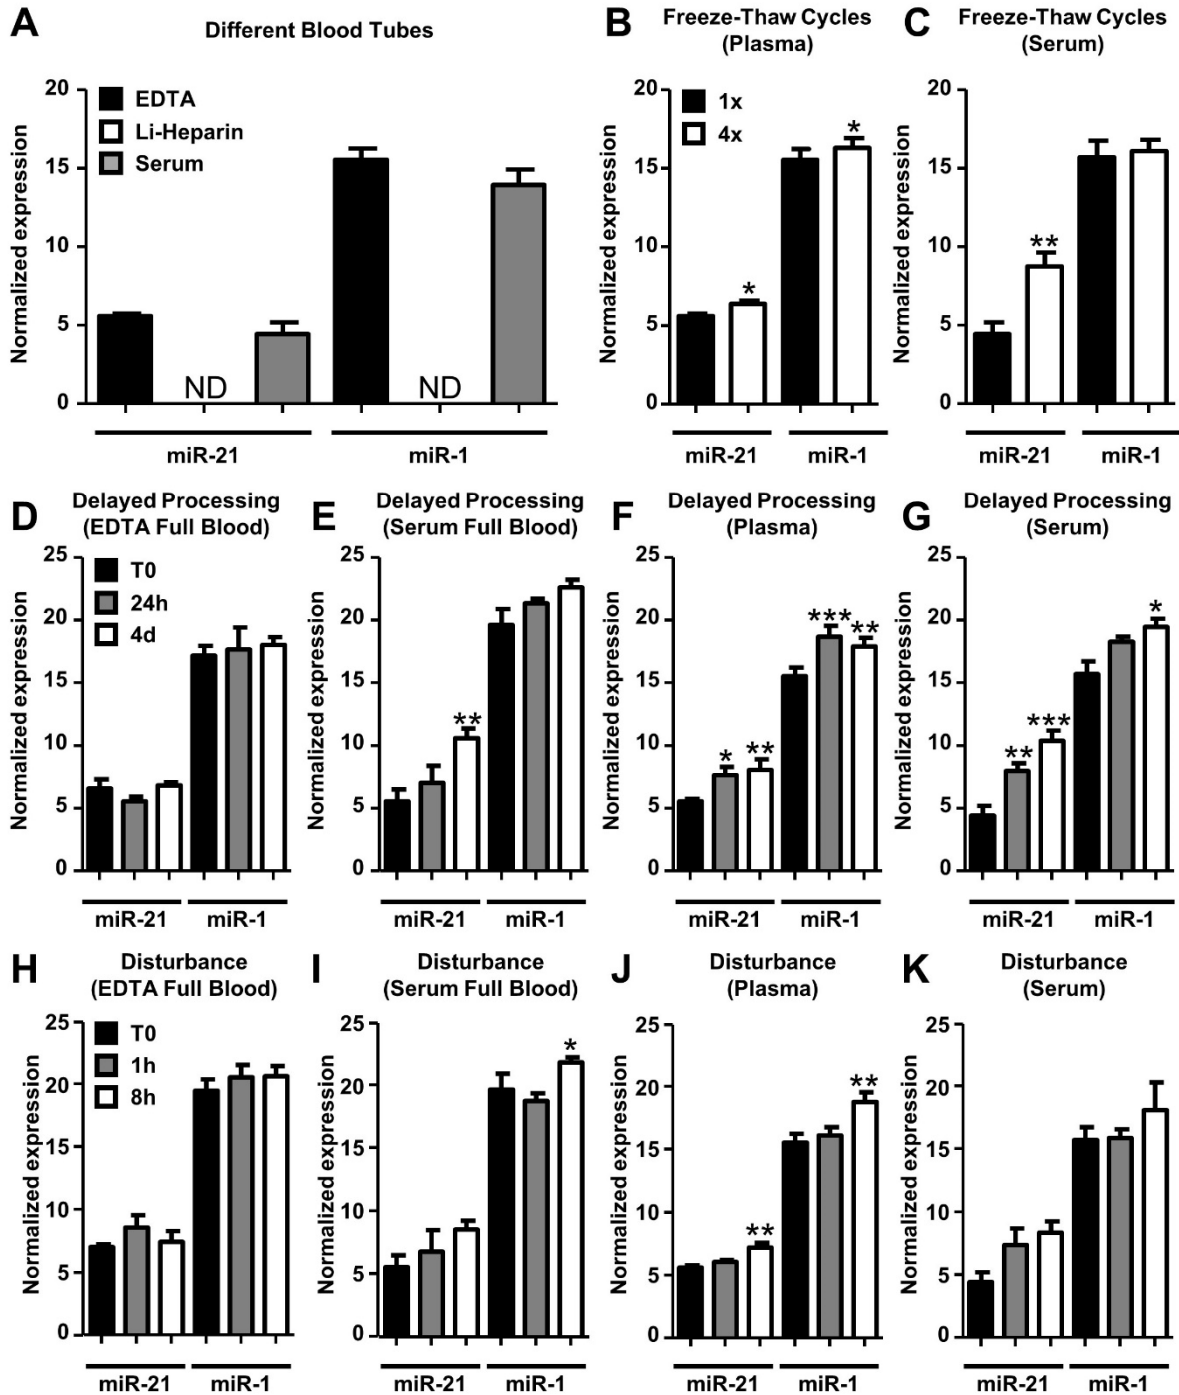 A
Different Blood Tubes
Normalized expression
20
15
10
5
0
EDTA
Li-Heparin
Serum
ND
ND
miR-21
miR-1
B
Freeze-Thaw Cycles
(Plasma)
Normalized expression
20
15
10
5
0
1x
4x
*
*
miR-21
miR-1
C
Freeze-Thaw Cycles
(Serum)
Normalized expression
20
15
10
5
0
**
miR-21
miR-1
D
Delayed Processing
(EDTA Full Blood)
Normalized expression
25
20
15
10
5
0
T0
24h
4d
miR-21
miR-1
E
Delayed Processing
(Serum Full Blood)
Normalized expression
25
20
15
10
5
0
**
miR-21
miR-1
F
Delayed Processing
(Plasma)
Normalized expression
25
20
15
10
5
0
*
**
***
**
miR-21
miR-1
G
Delayed Processing
(Serum)
Normalized expression
25
20
15
10
5
0
**
***
*
miR-21
miR-1
H
Disturbance
(EDTA Full Blood)
Normalized expression
25
20
15
10
5
0
T0
1h
8h
miR-21
miR-1
I
Disturbance
(Serum Full Blood)
Normalized expression
25
20
15
10
5
0
*
miR-21
miR-1
J
Disturbance
(Plasma)
Normalized expression
25
20
15
10
5
0
**
**
miR-21
miR-1
K
Disturbance
(Serum)
Normalized expression
25
20
15
10
5
0
miR-21
miR-1